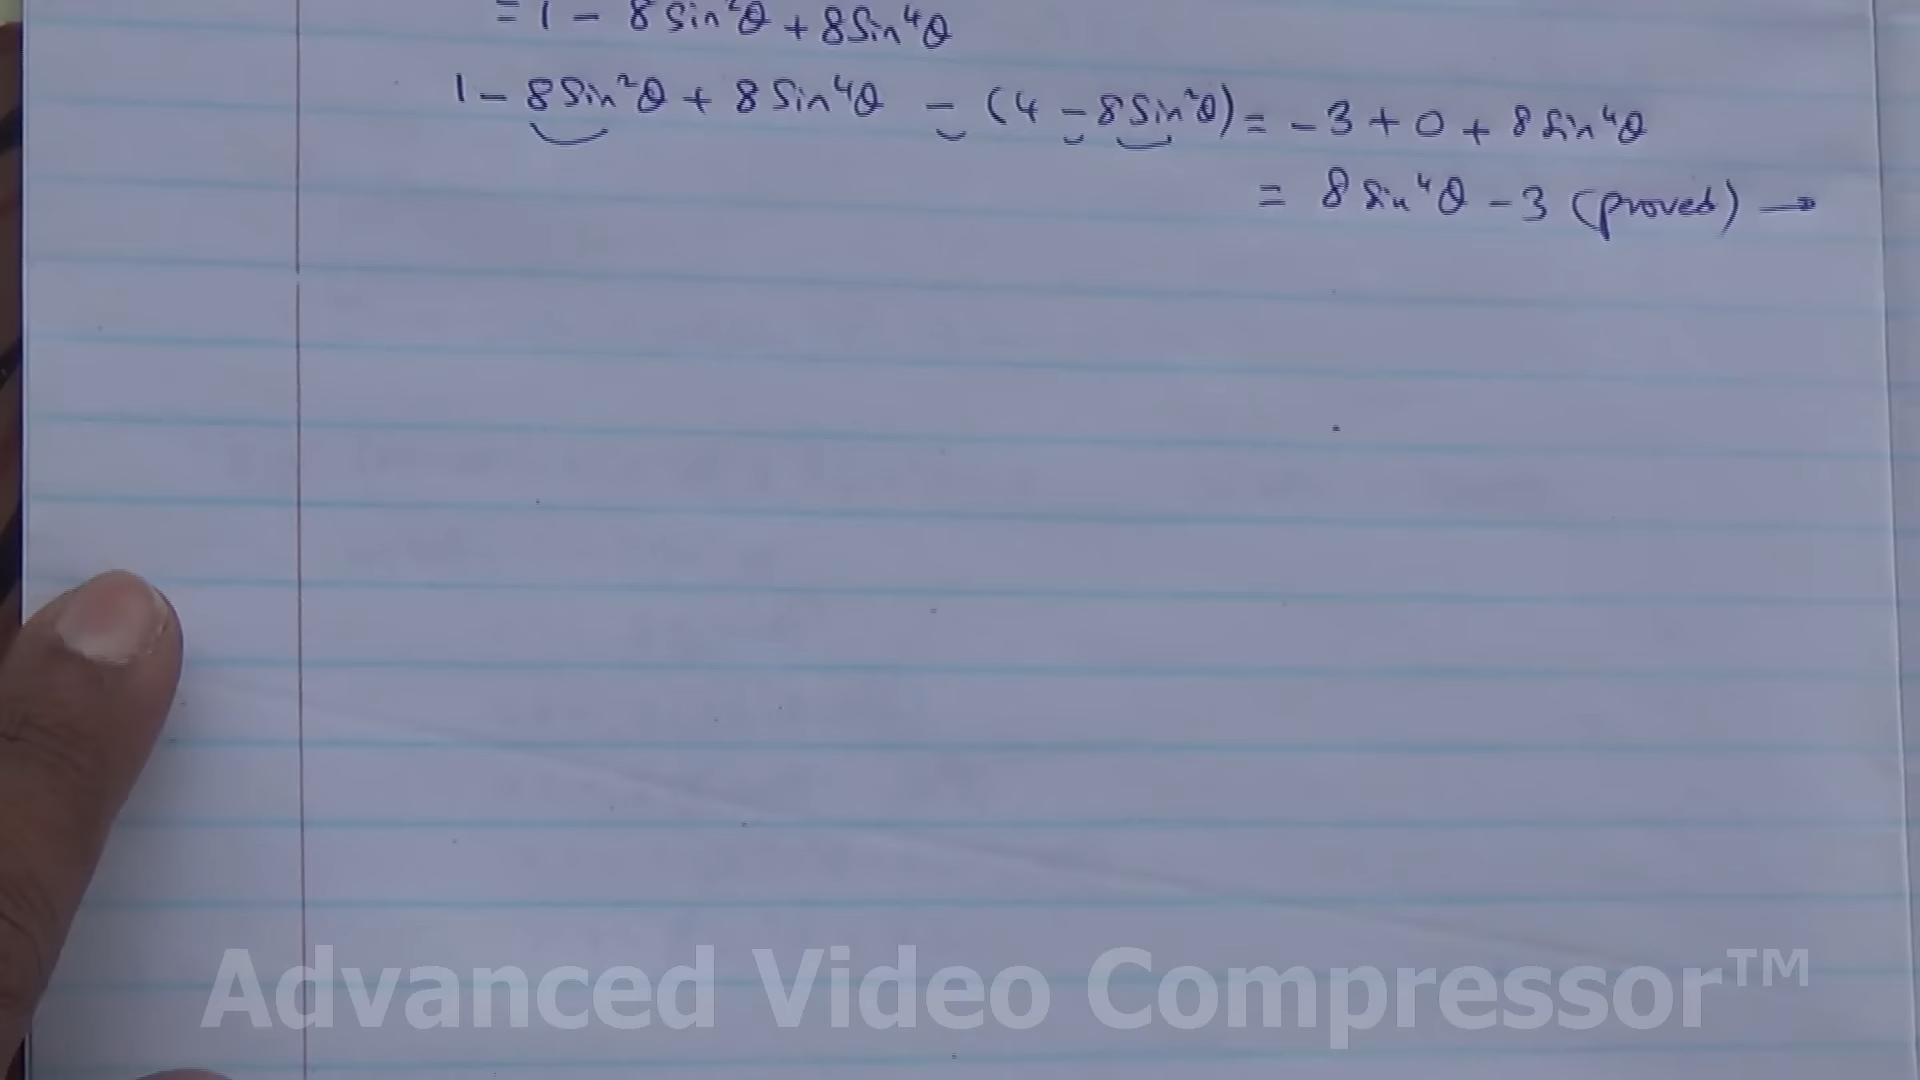 = 1 - 8 sin²θ + 8 sin⁴θ
1 - 8 sin²θ + 8 sin⁴θ - (4 - 8 sin²θ) = -3 + 0 + 8 sin⁴θ
= 8 sin⁴θ - 3 (proved) →
Advanced Video Compressor™